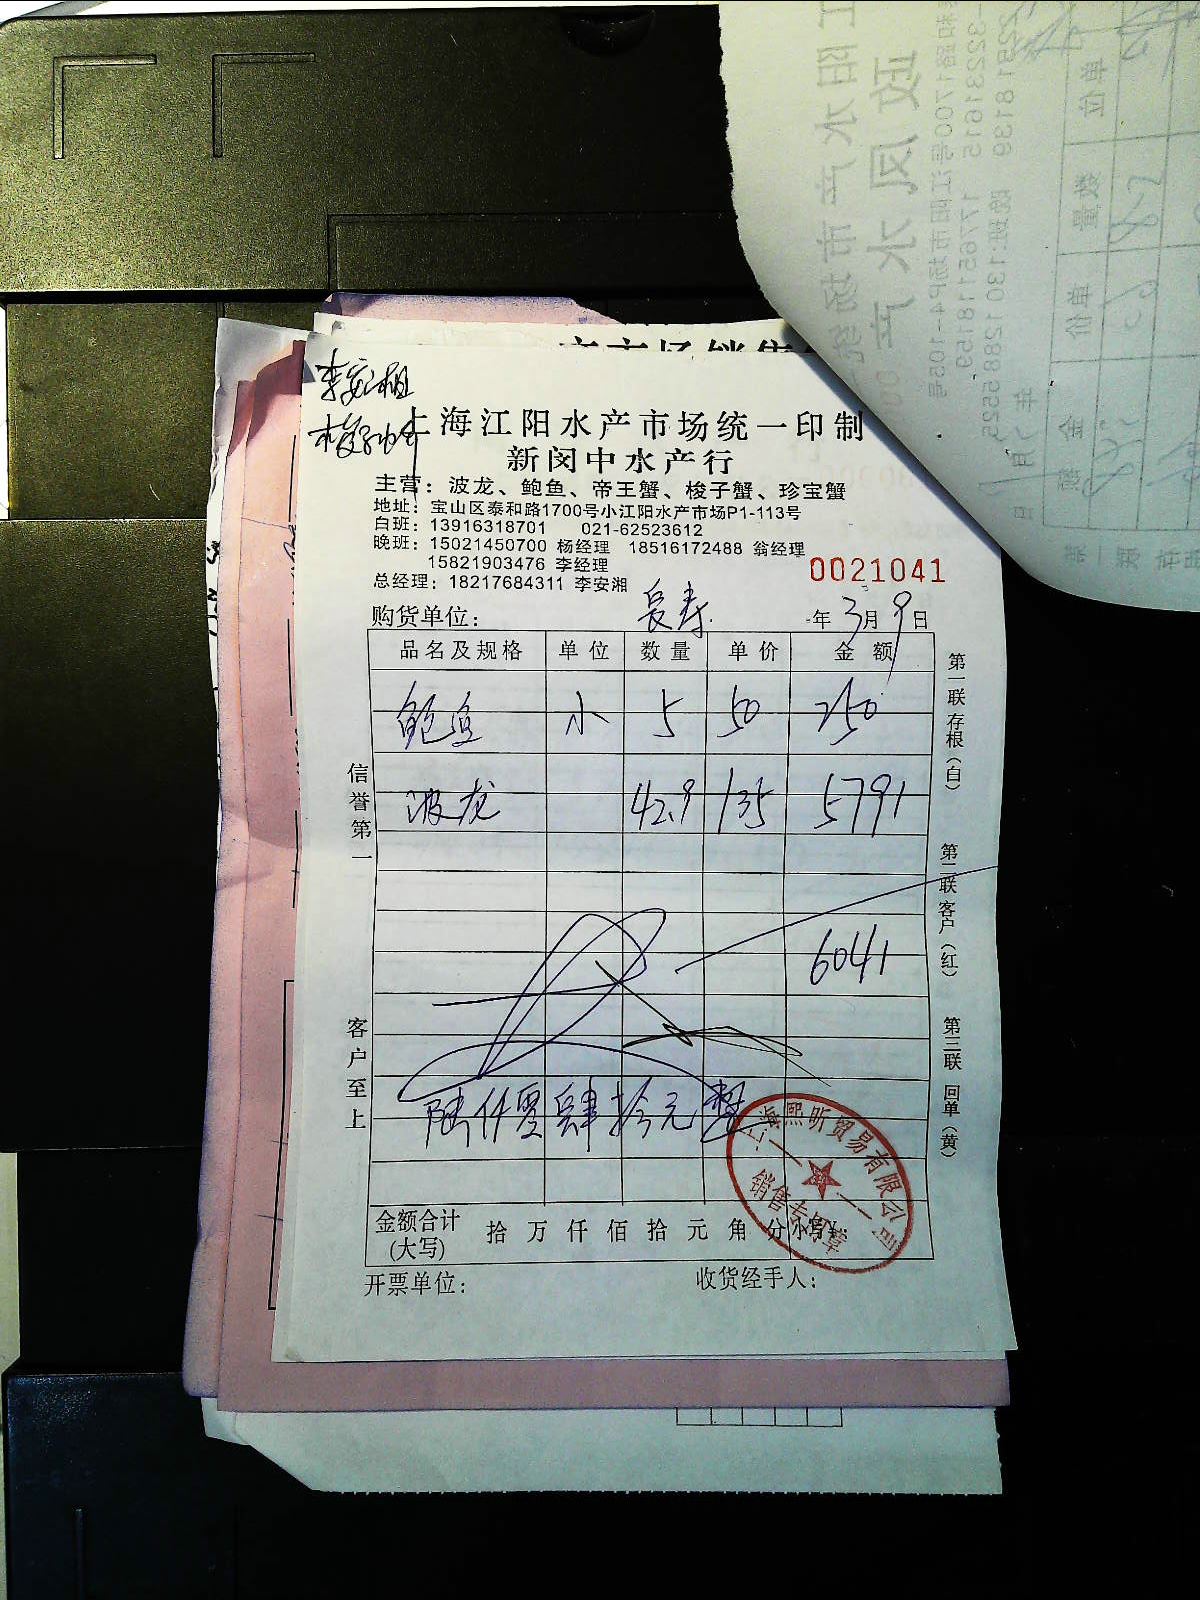 李安湘
上海江阳水产市场统一印制
新闵中水产行
主营：波龙、鲍鱼、帝王蟹、梭子蟹、珍宝蟹
地址：宝山区泰和路1700号小江阳水产市场P1-113号
白班：13916318701 021-62523612
晚班：15021450700 杨经理 18516172488 翁经理
15821903476 李经理
总经理：18217684311 李安湘
0021041
购货单位： 长寿 年 3月 9日
品名及规格 单位 数量 单价 金额
鲍鱼 小 5 50 250
波龙 42.9 135 5791
6041
陆仟零肆拾元整
金额合计(大写) 拾 万 仟 佰 拾 元 角 分 小写¥
开票单位： 收货经手人：
信誉第一
客户至上
第一联存根(白)
第二联客户(红)
第三联回单(黄)
上海熙昕贸易有限公司
销售专用章